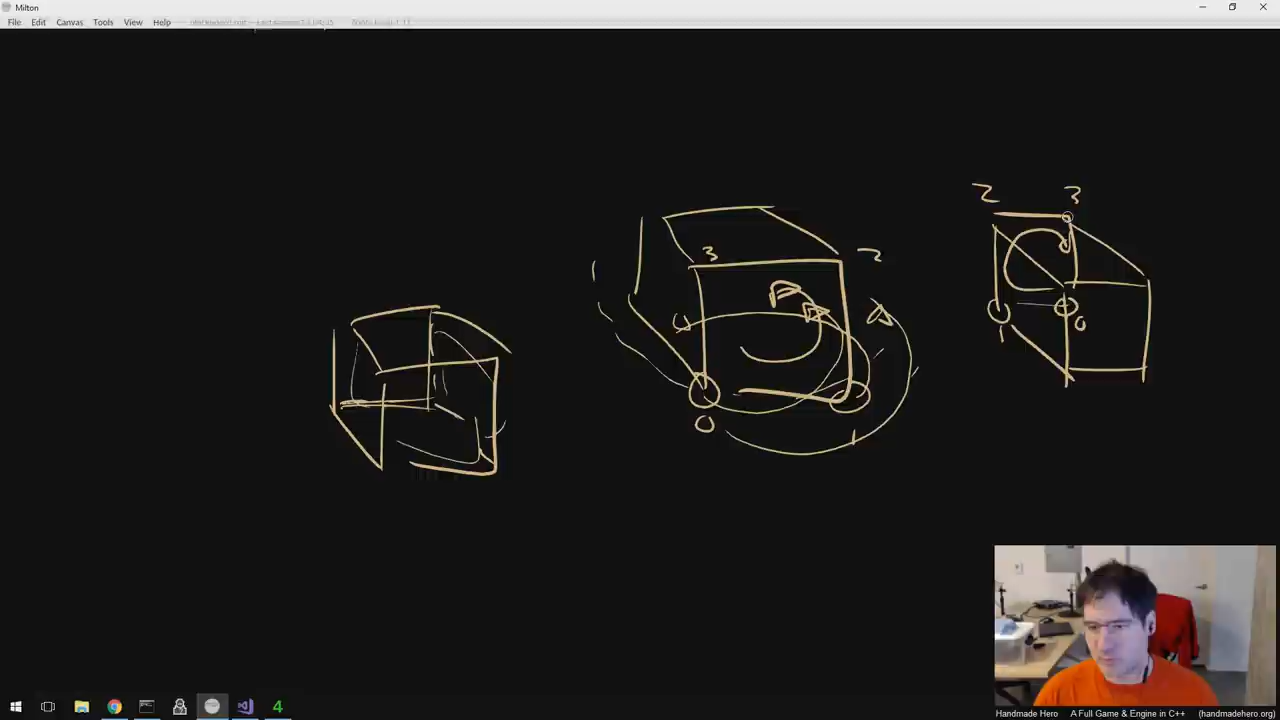 Milton
File Edit Canvas Tools View Help
2 3
3 2
1 0
0 1
4
Handmade Hero A Full Game & Engine in C++ (handmadehero.org)